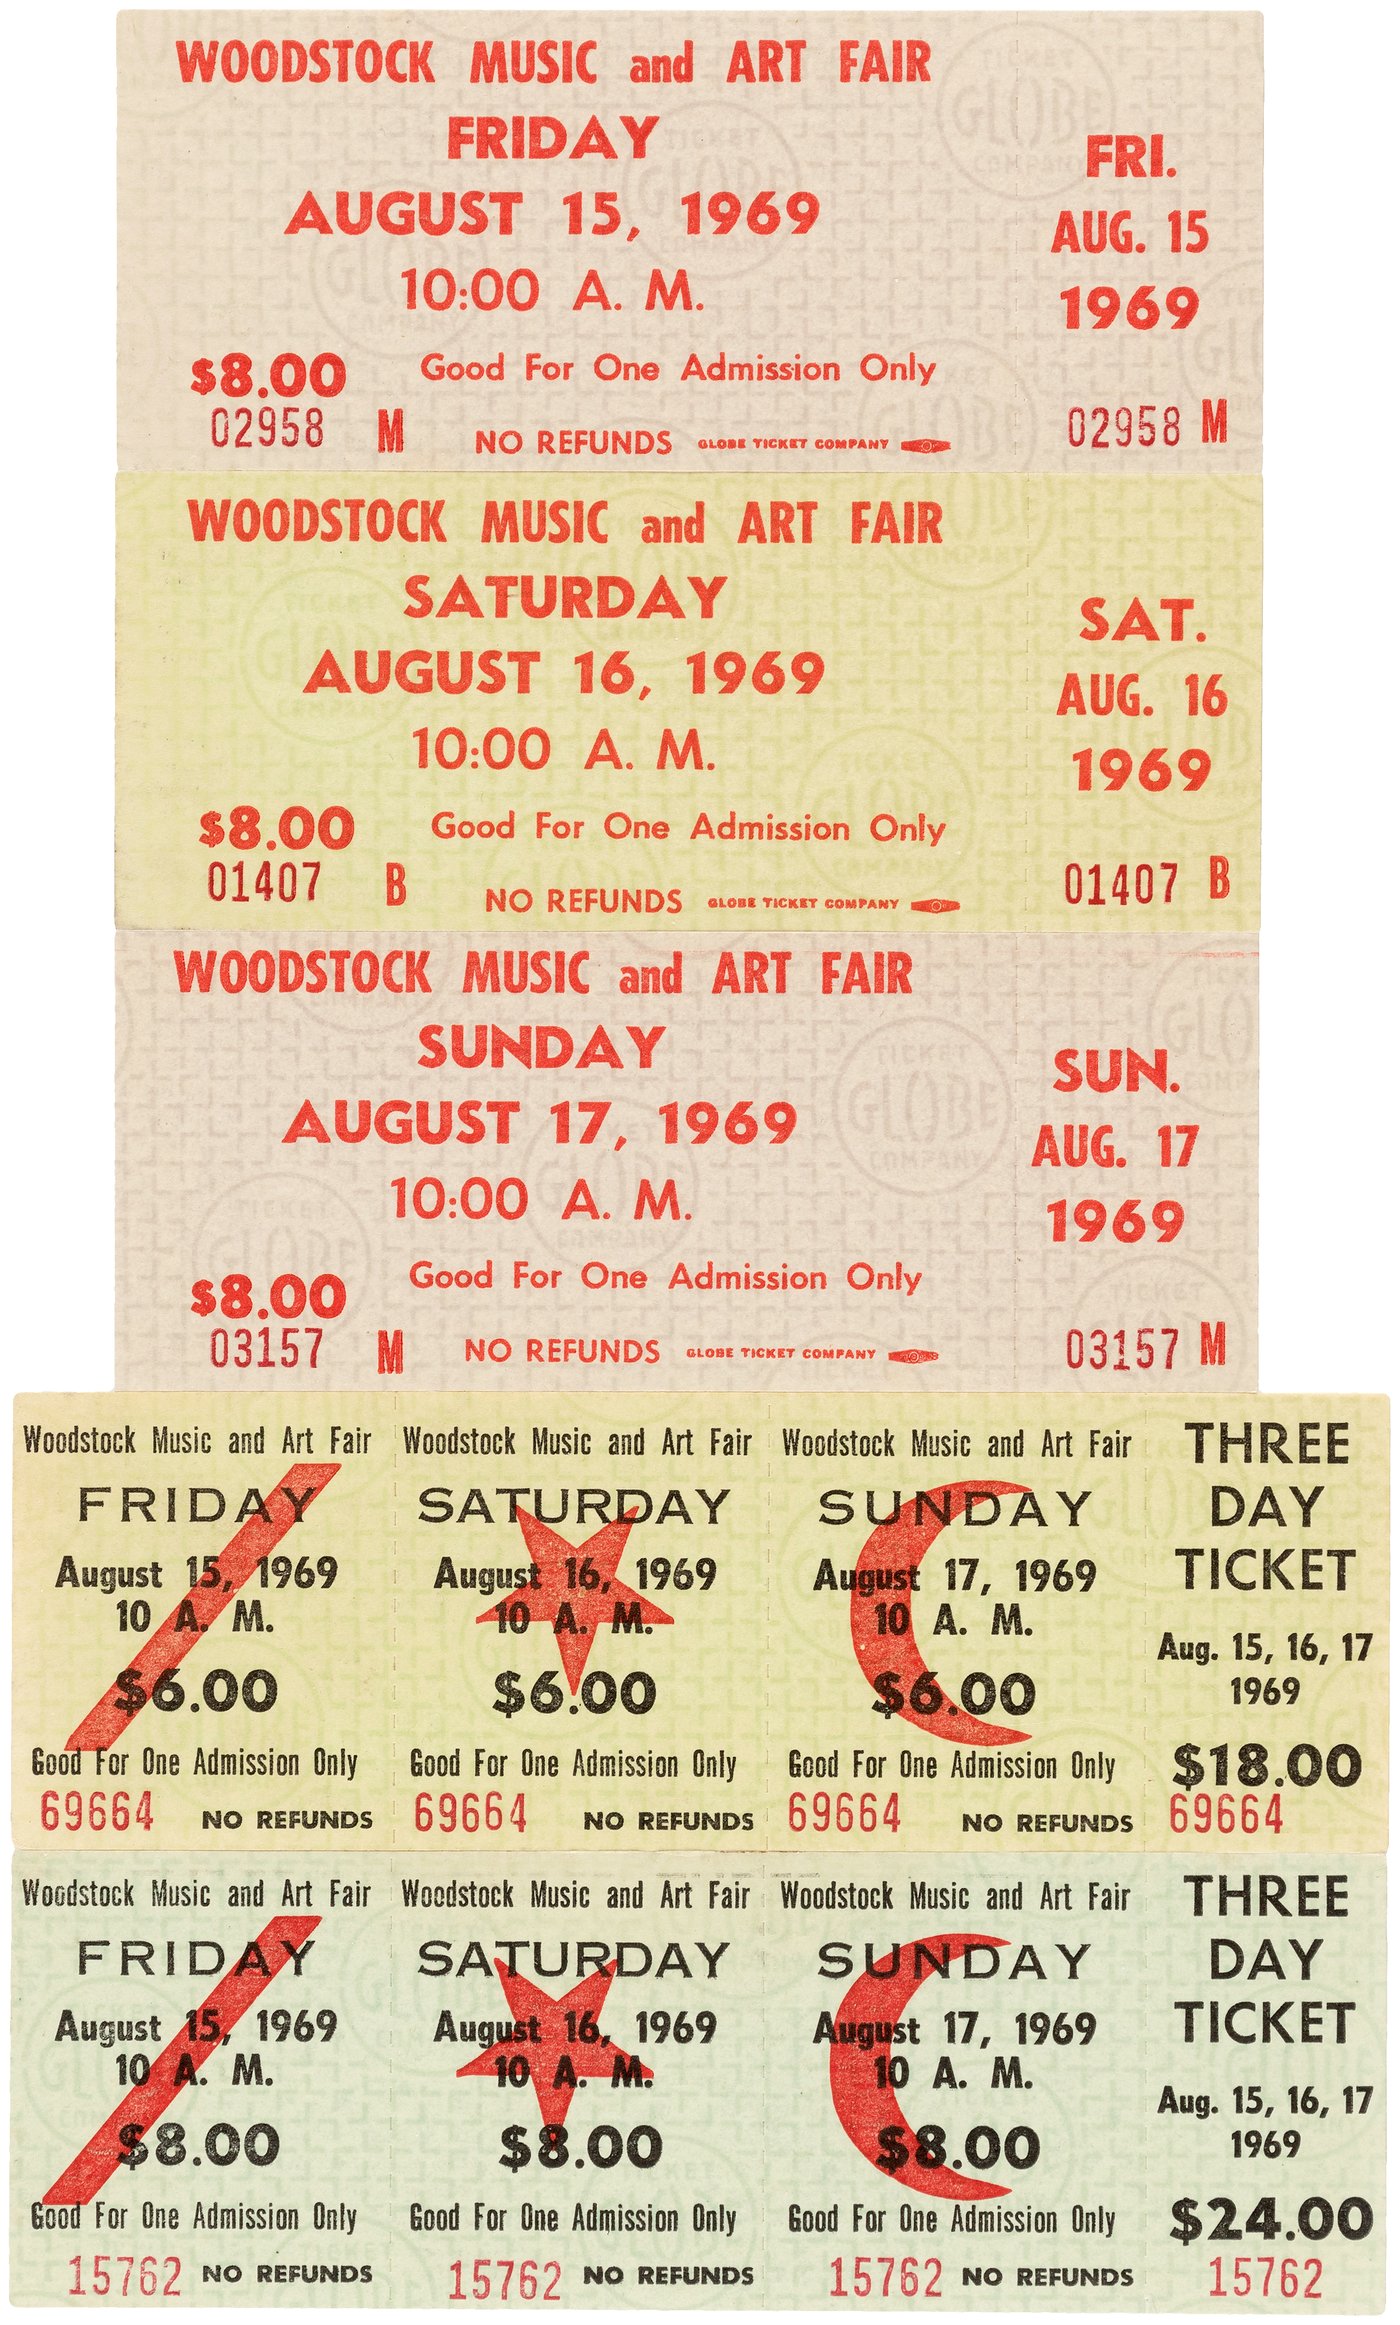 WOODSTOCK MUSIC and ART FAIR
FRIDAY
AUGUST 15, 1969
10:00 A. M.
$8.00 Good For One Admission Only
02958 M NO REFUNDS GLOBE TICKET COMPANY
FRI.
AUG. 15
1969
02958 M
WOODSTOCK MUSIC and ART FAIR
SATURDAY
AUGUST 16, 1969
10:00 A. M.
$8.00 Good For One Admission Only
01407 B NO REFUNDS GLOBE TICKET COMPANY
SAT.
AUG. 16
1969
01407 B
WOODSTOCK MUSIC and ART FAIR
SUNDAY
AUGUST 17, 1969
10:00 A. M.
$8.00 Good For One Admission Only
03157 M NO REFUNDS GLOBE TICKET COMPANY
SUN.
AUG. 17
1969
03157 M
Woodstock Music and Art Fair
FRIDAY
August 15, 1969
10 A. M.
$6.00
Good For One Admission Only
69664 NO REFUNDS
Woodstock Music and Art Fair
SATURDAY
August 16, 1969
10 A. M.
$6.00
Good For One Admission Only
69664 NO REFUNDS
Woodstock Music and Art Fair
SUNDAY
August 17, 1969
10 A. M.
$6.00
Good For One Admission Only
69664 NO REFUNDS
THREE
DAY
TICKET
Aug. 15, 16, 17
1969
$18.00
69664
Woodstock Music and Art Fair
FRIDAY
August 15, 1969
10 A. M.
$8.00
Good For One Admission Only
15762 NO REFUNDS
Woodstock Music and Art Fair
SATURDAY
August 16, 1969
10 A. M.
$8.00
Good For One Admission Only
15762 NO REFUNDS
Woodstock Music and Art Fair
SUNDAY
August 17, 1969
10 A. M.
$8.00
Good For One Admission Only
15762 NO REFUNDS
THREE
DAY
TICKET
Aug. 15, 16, 17
1969
$24.00
15762